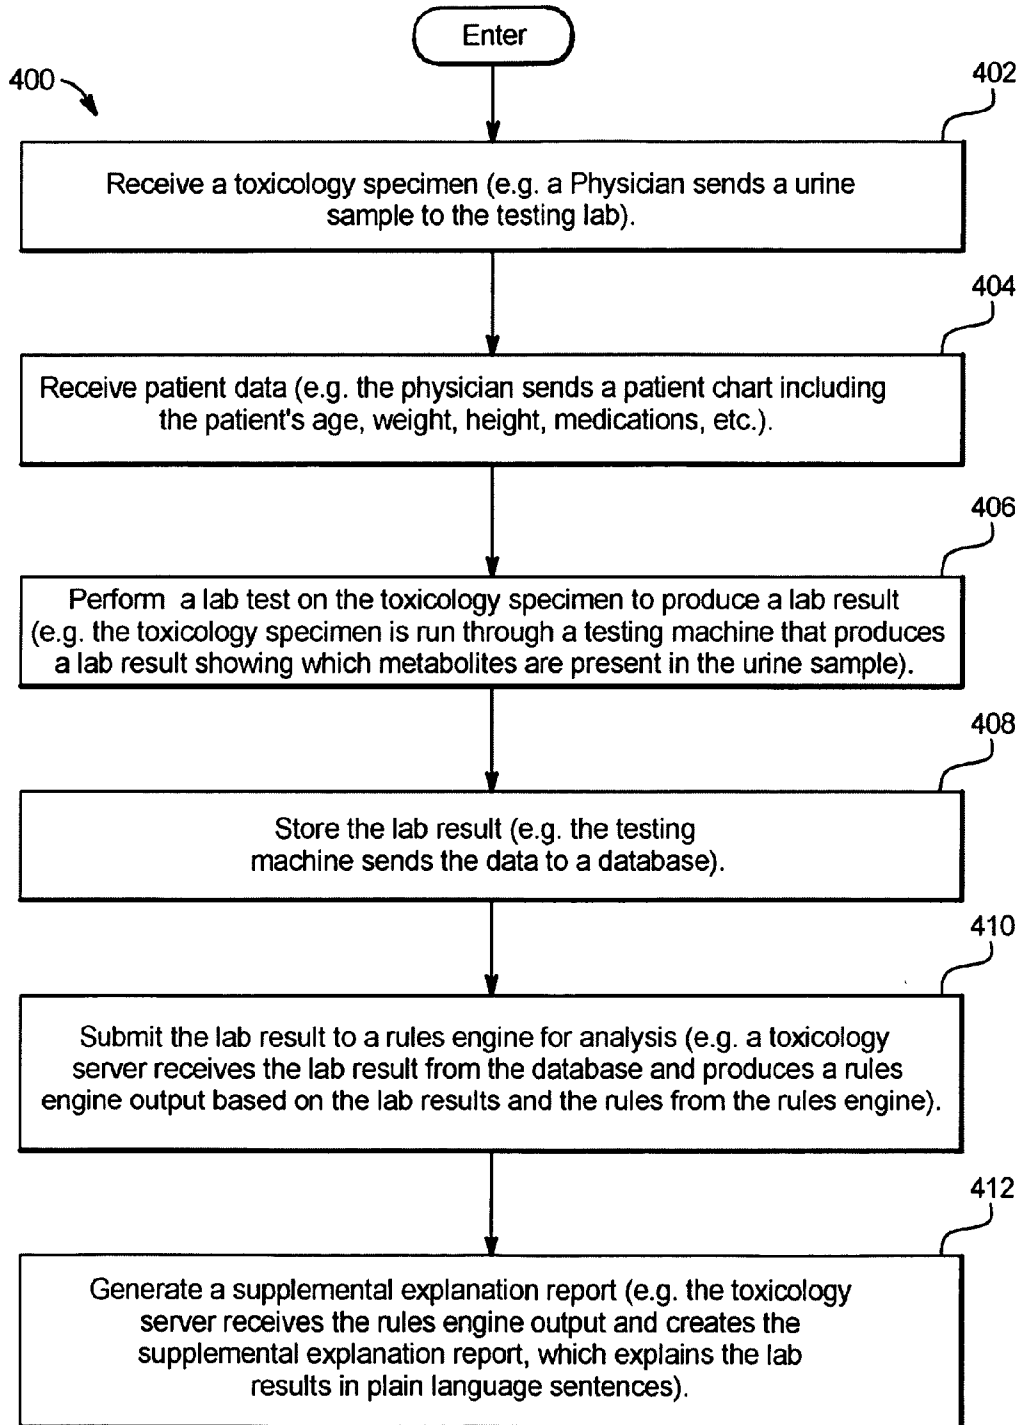 Enter
400
402
Receive a toxicology specimen (e.g. a Physician sends a urine
sample to the testing lab).
404
Receive patient data (e.g. the physician sends a patient chart including
the patient's age, weight, height, medications, etc.).
406
Perform a lab test on the toxicology specimen to produce a lab result
(e.g. the toxicology specimen is run through a testing machine that produces
a lab result showing which metabolites are present in the urine sample).
408
Store the lab result (e.g. the testing
machine sends the data to a database).
410
Submit the lab result to a rules engine for analysis (e.g. a toxicology
server receives the lab result from the database and produces a rules
engine output based on the lab results and the rules from the rules engine).
412
Generate a supplemental explanation report (e.g. the toxicology
server receives the rules engine output and creates the
supplemental explanation report, which explains the lab
results in plain language sentences).